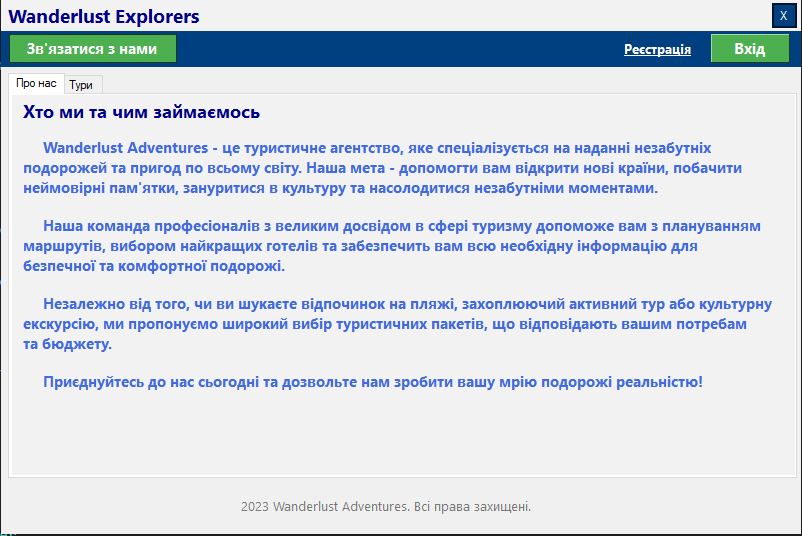 Wanderlust Explorers
X
Зв'язатися з нами
Реєстрація
Вхід
Про нас
Тури
Хто ми та чим займаємось
Wanderlust Adventures - це туристичне агентство, яке спеціалізується на наданні незабутніх
подорожей та пригод по всьому світу. Наша мета - допомогти вам відкрити нові країни, побачити
неймовірні пам'ятки, зануритися в культуру та насолодитися незабутніми моментами.
Наша команда професіоналів з великим досвідом в сфері туризму допоможе вам з плануванням
маршрутів, вибором найкращих готелів та забезпечить вам всю необхідну інформацію для
безпечної та комфортної подорожі.
Незалежно від того, чи ви шукаєте відпочинок на пляжі, захоплюючий активний тур або культурну
екскурсію, ми пропонуємо широкий вибір туристичних пакетів, що відповідають вашим потребам
та бюджету.
Приєднуйтесь до нас сьогодні та дозвольте нам зробити вашу мрію подорожі реальністю!
2023 Wanderlust Adventures. Всі права захищені.